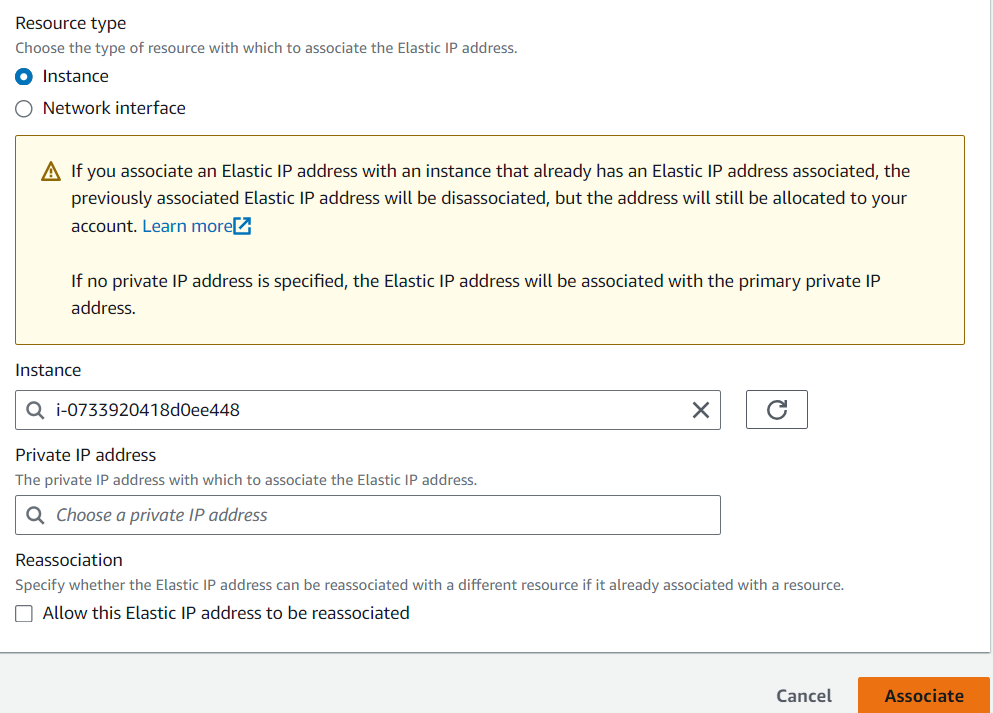 Resource type
Choose the type of resource with which to associate the Elastic IP address.
Instance
Network interface
If you associate an Elastic IP address with an instance that already has an Elastic IP address associated, the
previously associated Elastic IP address will be disassociated, but the address will still be allocated to your
account. Learn more
If no private IP address is specified, the Elastic IP address will be associated with the primary private IP
address.
Instance
i-0733920418d0ee448
Private IP address
The private IP address with which to associate the Elastic IP address.
Choose a private IP address
Reassociation
Specify whether the Elastic IP address can be reassociated with a different resource if it already associated with a resource.
Allow this Elastic IP address to be reassociated
Cancel Associate